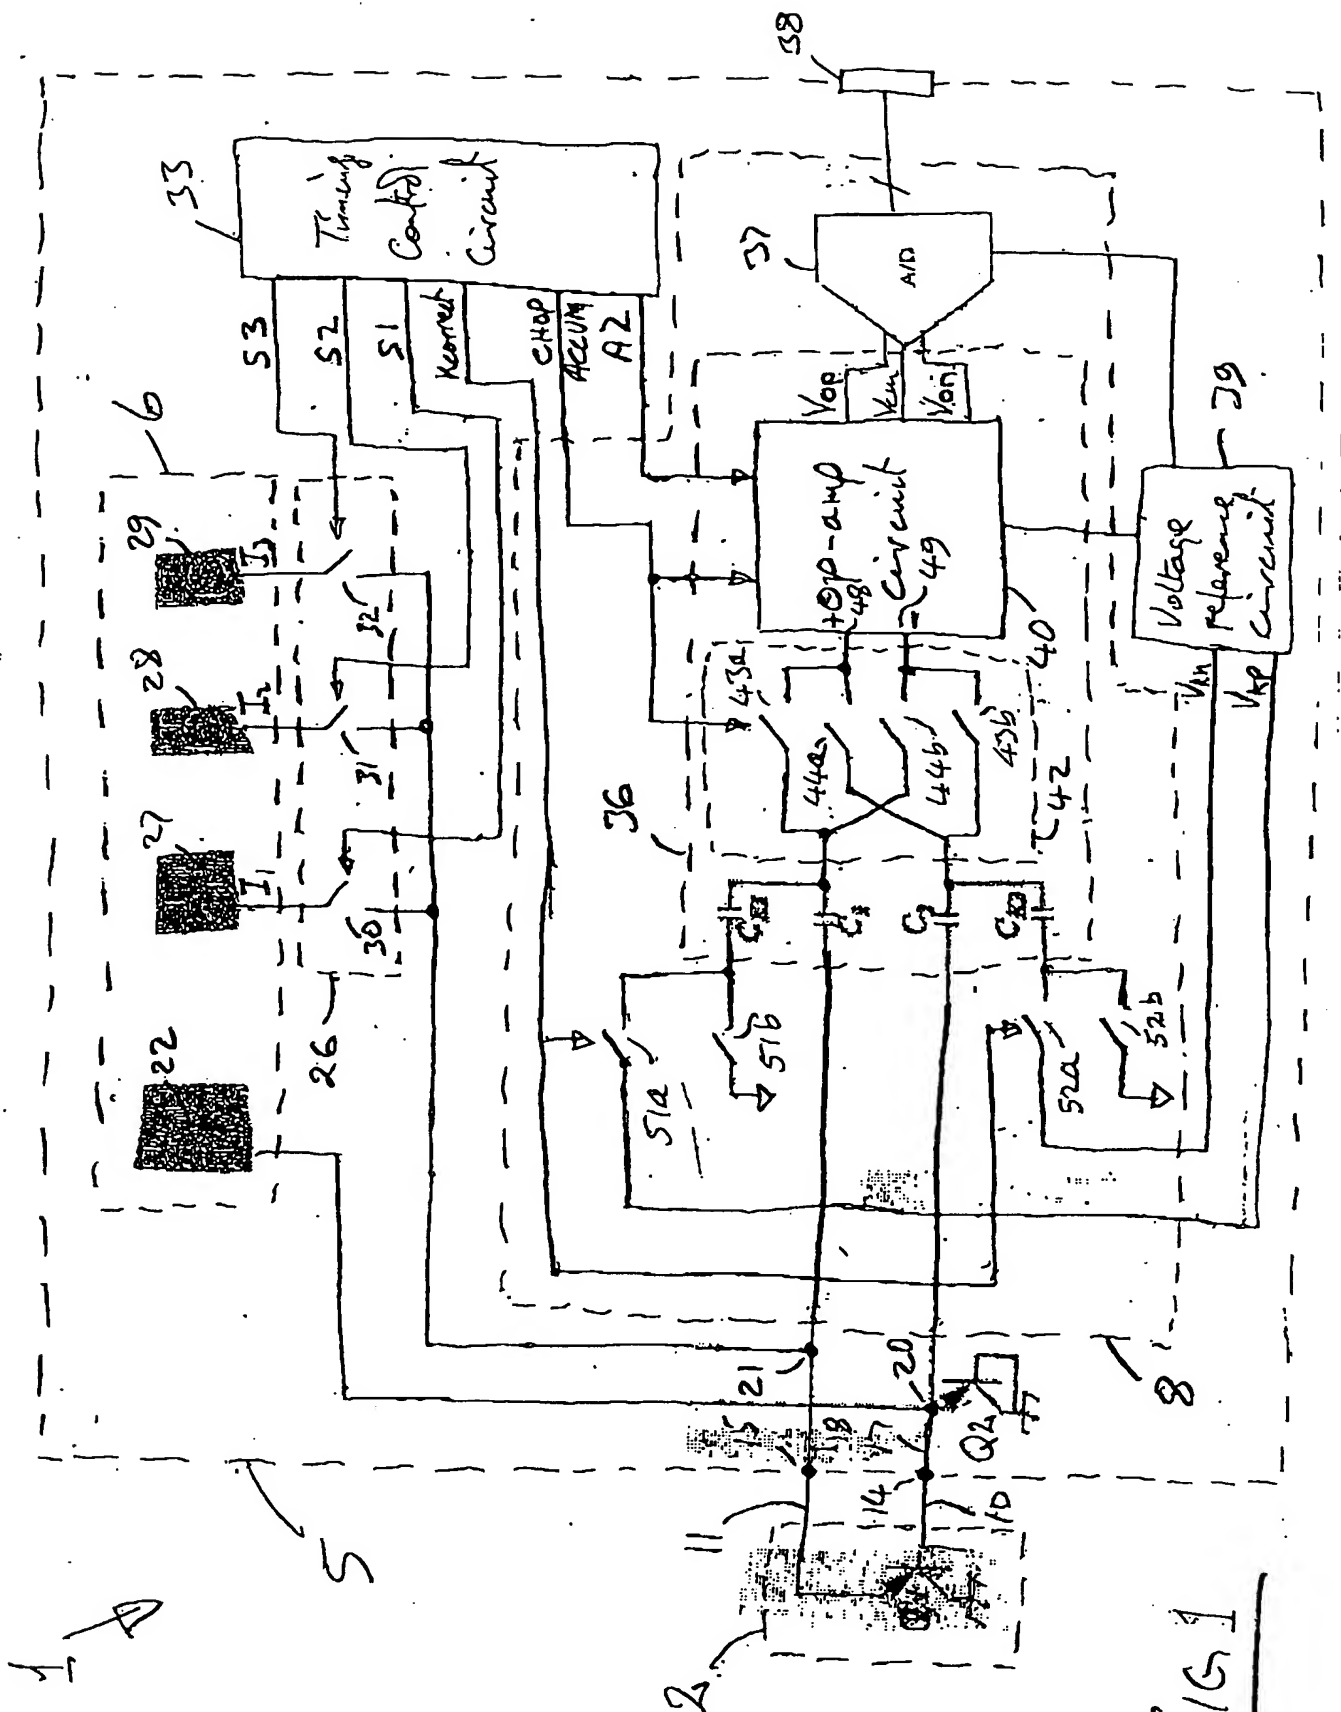 1
5
6
22
27
28
29
I1
I2
I3
26
30
31
32
33
Timing
Control
Circuit
S3
S2
S1
Kcorrect
CHOP
ACCUM
A2
36
43a
44a
44b
43b
42
+
48
-
49
op-amp
Circuit
40
Vop
Vcm
Von
37
A/D
38
39
Voltage
reference
Circuit
VRN
VRP
51a
51b
52a
52b
21
20
15
18
17
14
11
10
Q2
8
2
FIG 1